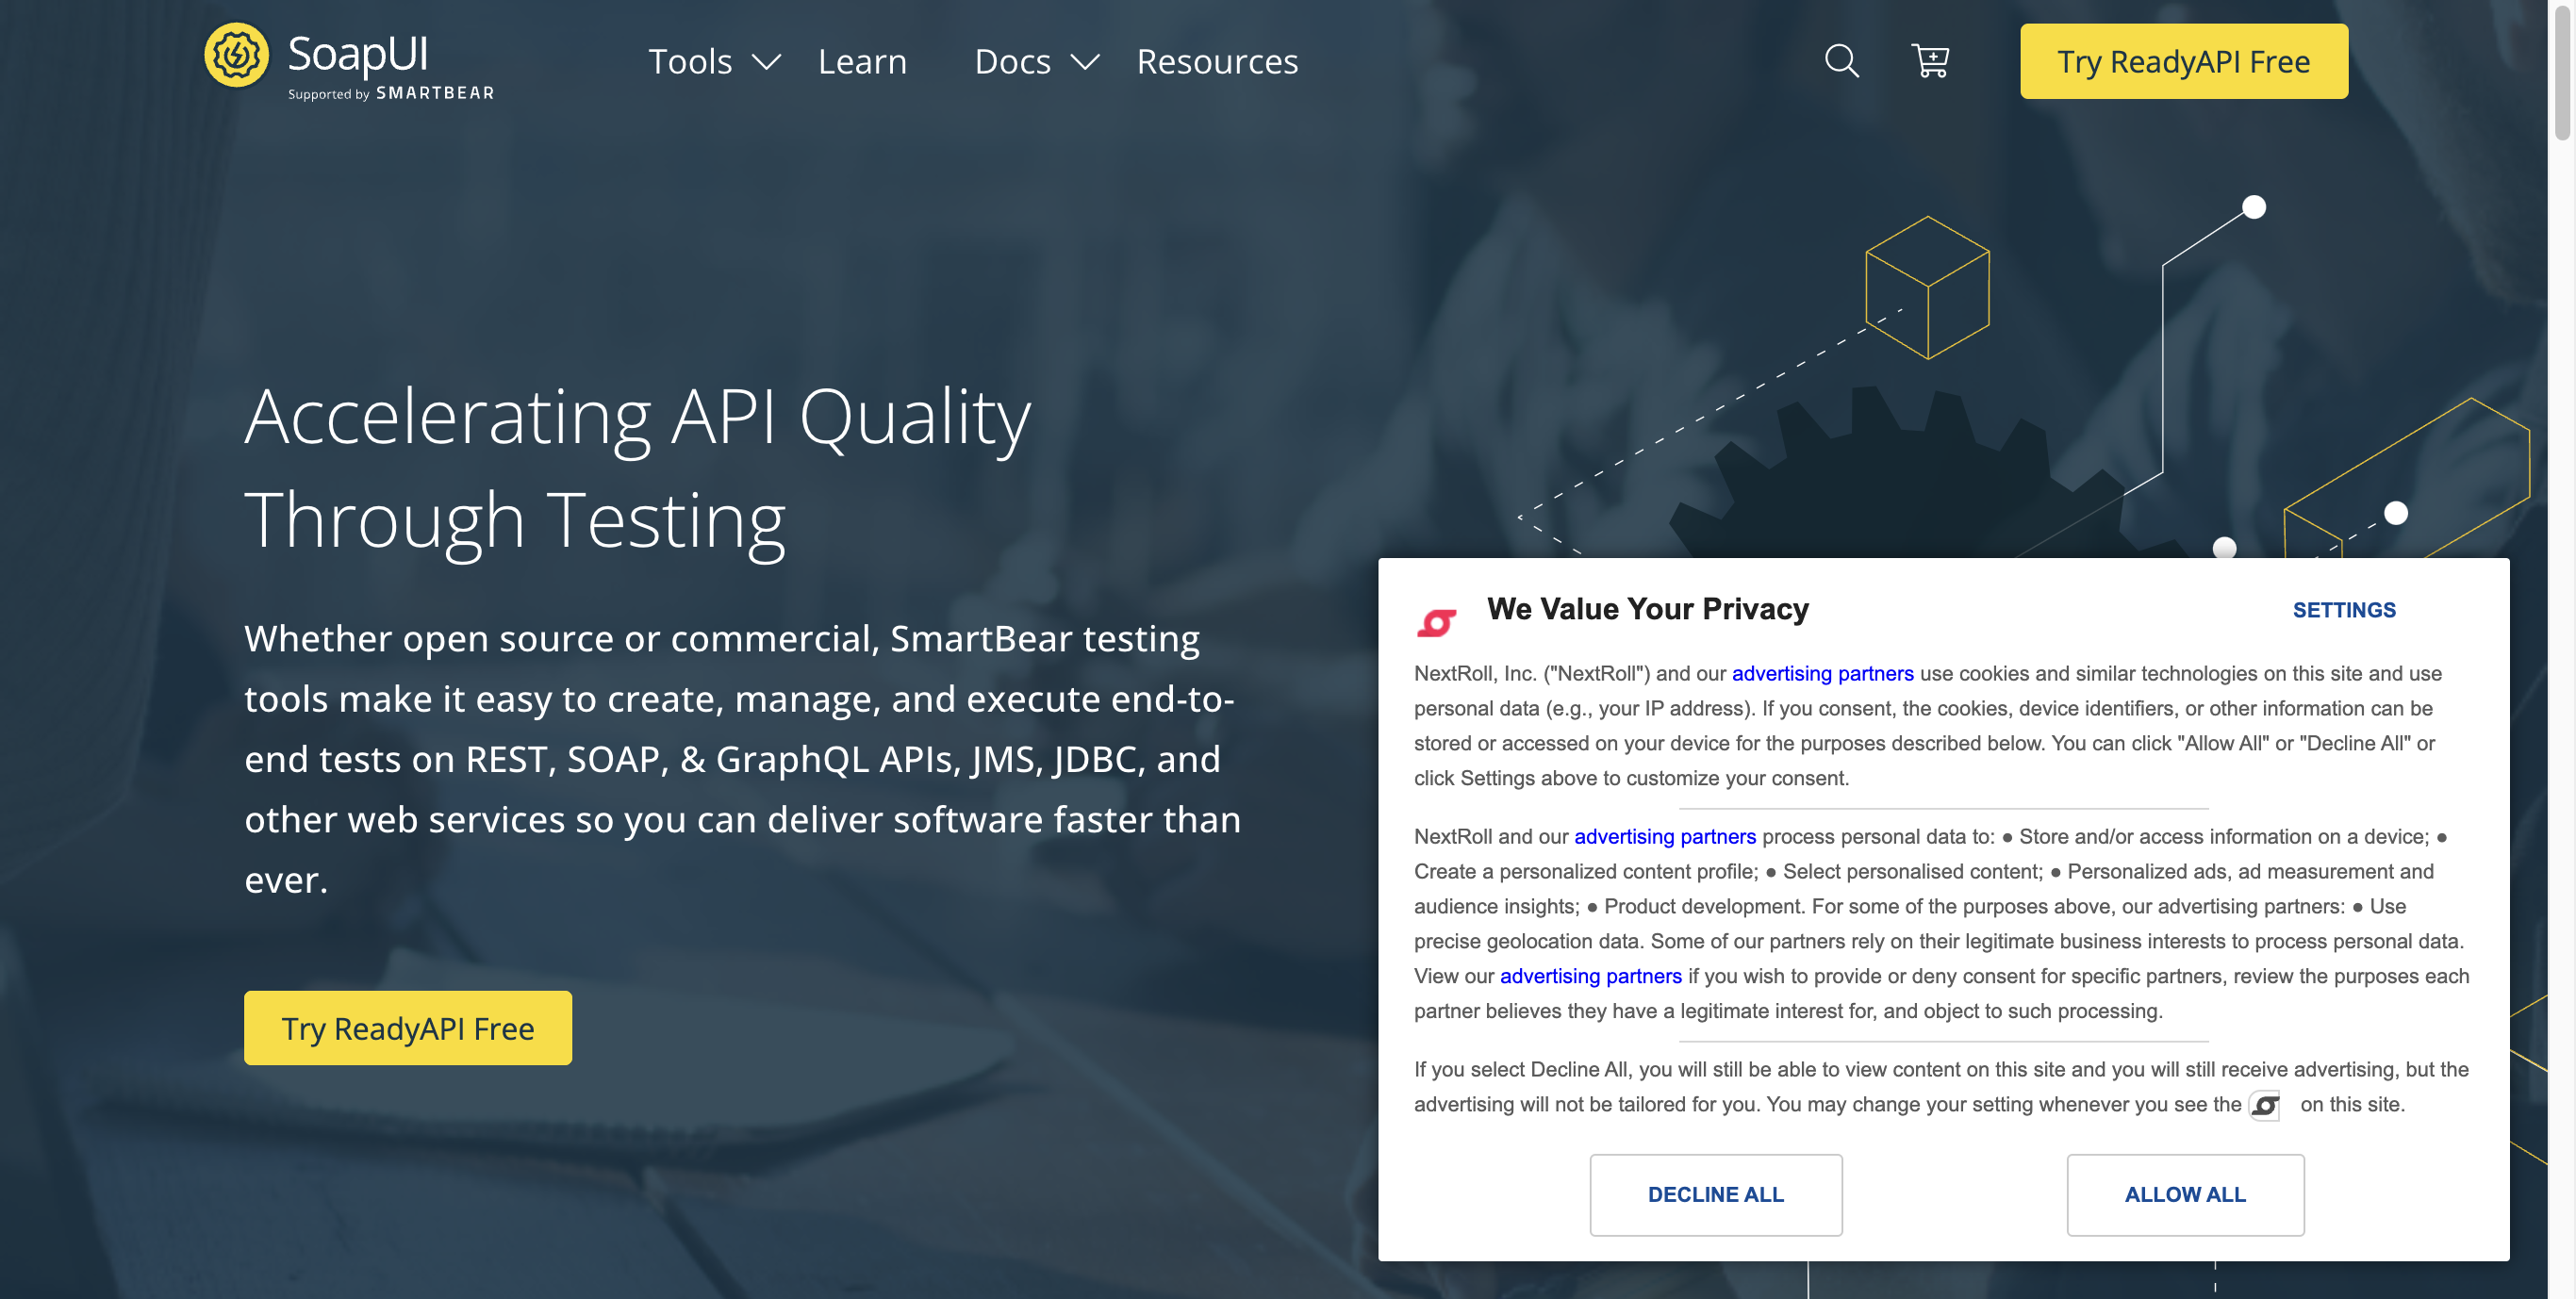 SoapUI
Supported by SMARTBEAR
Tools
Learn
Docs
Resources
Try ReadyAPI Free
Accelerating API Quality
Through Testing
Whether open source or commercial, SmartBear testing
tools make it easy to create, manage, and execute end-to-
end tests on REST, SOAP, & GraphQL APIs, JMS, JDBC, and
other web services so you can deliver software faster than
ever.
Try ReadyAPI Free
We Value Your Privacy
SETTINGS
NextRoll, Inc. ("NextRoll") and our advertising partners use cookies and similar technologies on this site and use
personal data (e.g., your IP address). If you consent, the cookies, device identifiers, or other information can be
stored or accessed on your device for the purposes described below. You can click "Allow All" or "Decline All" or
click Settings above to customize your consent.
NextRoll and our advertising partners process personal data to: ● Store and/or access information on a device; ●
Create a personalized content profile; ● Select personalised content; ● Personalized ads, ad measurement and
audience insights; ● Product development. For some of the purposes above, our advertising partners: ● Use
precise geolocation data. Some of our partners rely on their legitimate business interests to process personal data.
View our advertising partners if you wish to provide or deny consent for specific partners, review the purposes each
partner believes they have a legitimate interest for, and object to such processing.
If you select Decline All, you will still be able to view content on this site and you will still receive advertising, but the
advertising will not be tailored for you. You may change your setting whenever you see the on this site.
DECLINE ALL
ALLOW ALL